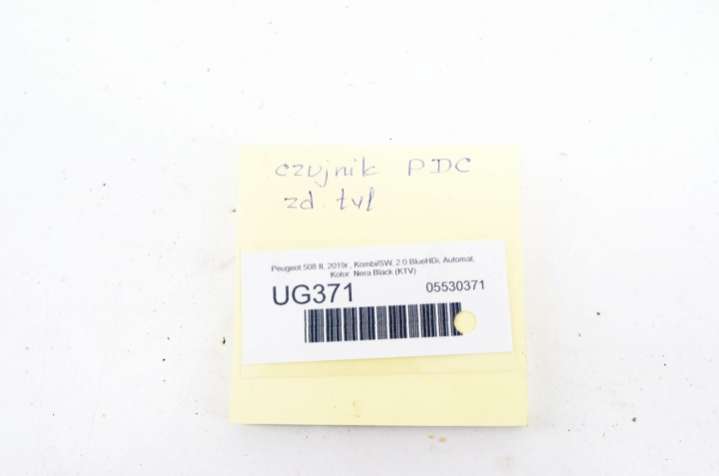 czujnik PDC
zd. tył
Peugeot 508 II, 2019r., Kombi/SW, 2.0 BlueHDi, Automat,
Kolor: Nera Black (KTV)
UG371
05530371